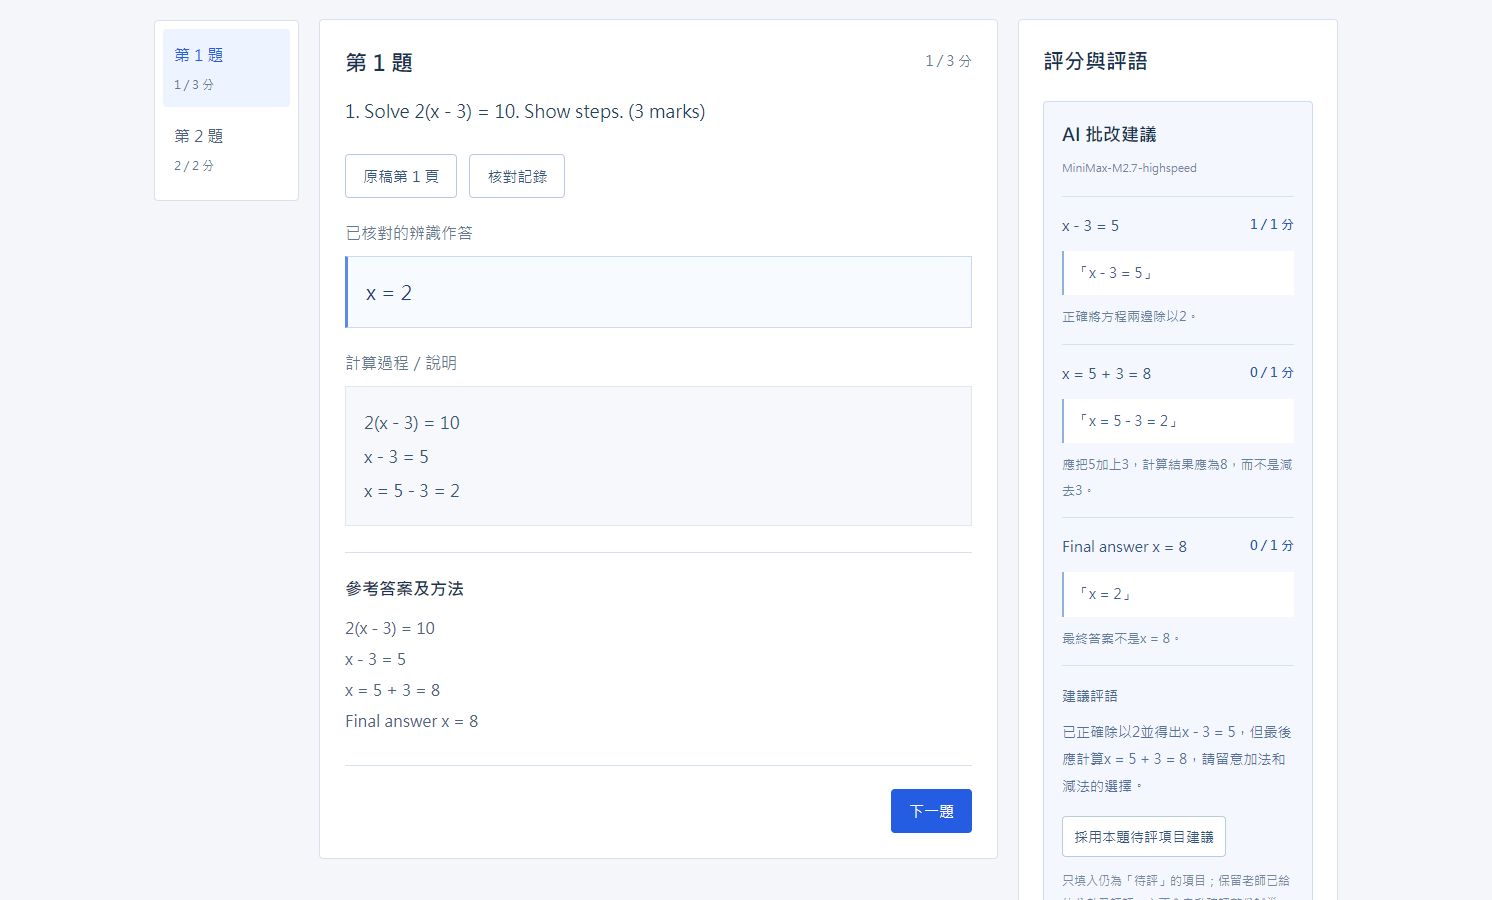 第 1 題
1 / 3 分
第 2 題
2 / 2 分
第 1 題
1 / 3 分
1. Solve 2(x - 3) = 10. Show steps. (3 marks)
原稿第 1 頁
核對記錄
已核對的辨識作答
x = 2
計算過程 / 說明
2(x - 3) = 10
x - 3 = 5
x = 5 - 3 = 2
參考答案及方法
2(x - 3) = 10
x - 3 = 5
x = 5 + 3 = 8
Final answer x = 8
下一題
評分與評語
AI 批改建議
MiniMax-M2.7-highspeed
x - 3 = 5
1 / 1 分
「x - 3 = 5」
正確將方程兩邊除以2。
x = 5 + 3 = 8
0 / 1 分
「x = 5 - 3 = 2」
應把5加上3，計算結果應為8，而不是減
去3。
Final answer x = 8
0 / 1 分
「x = 2」
最終答案不是x = 8。
建議評語
已正確除以2並得出x - 3 = 5，但最後
應計算x = 5 + 3 = 8，請留意加法和
減法的選擇。
採用本題待評項目建議
只填入仍為「待評」的項目；保留老師已給